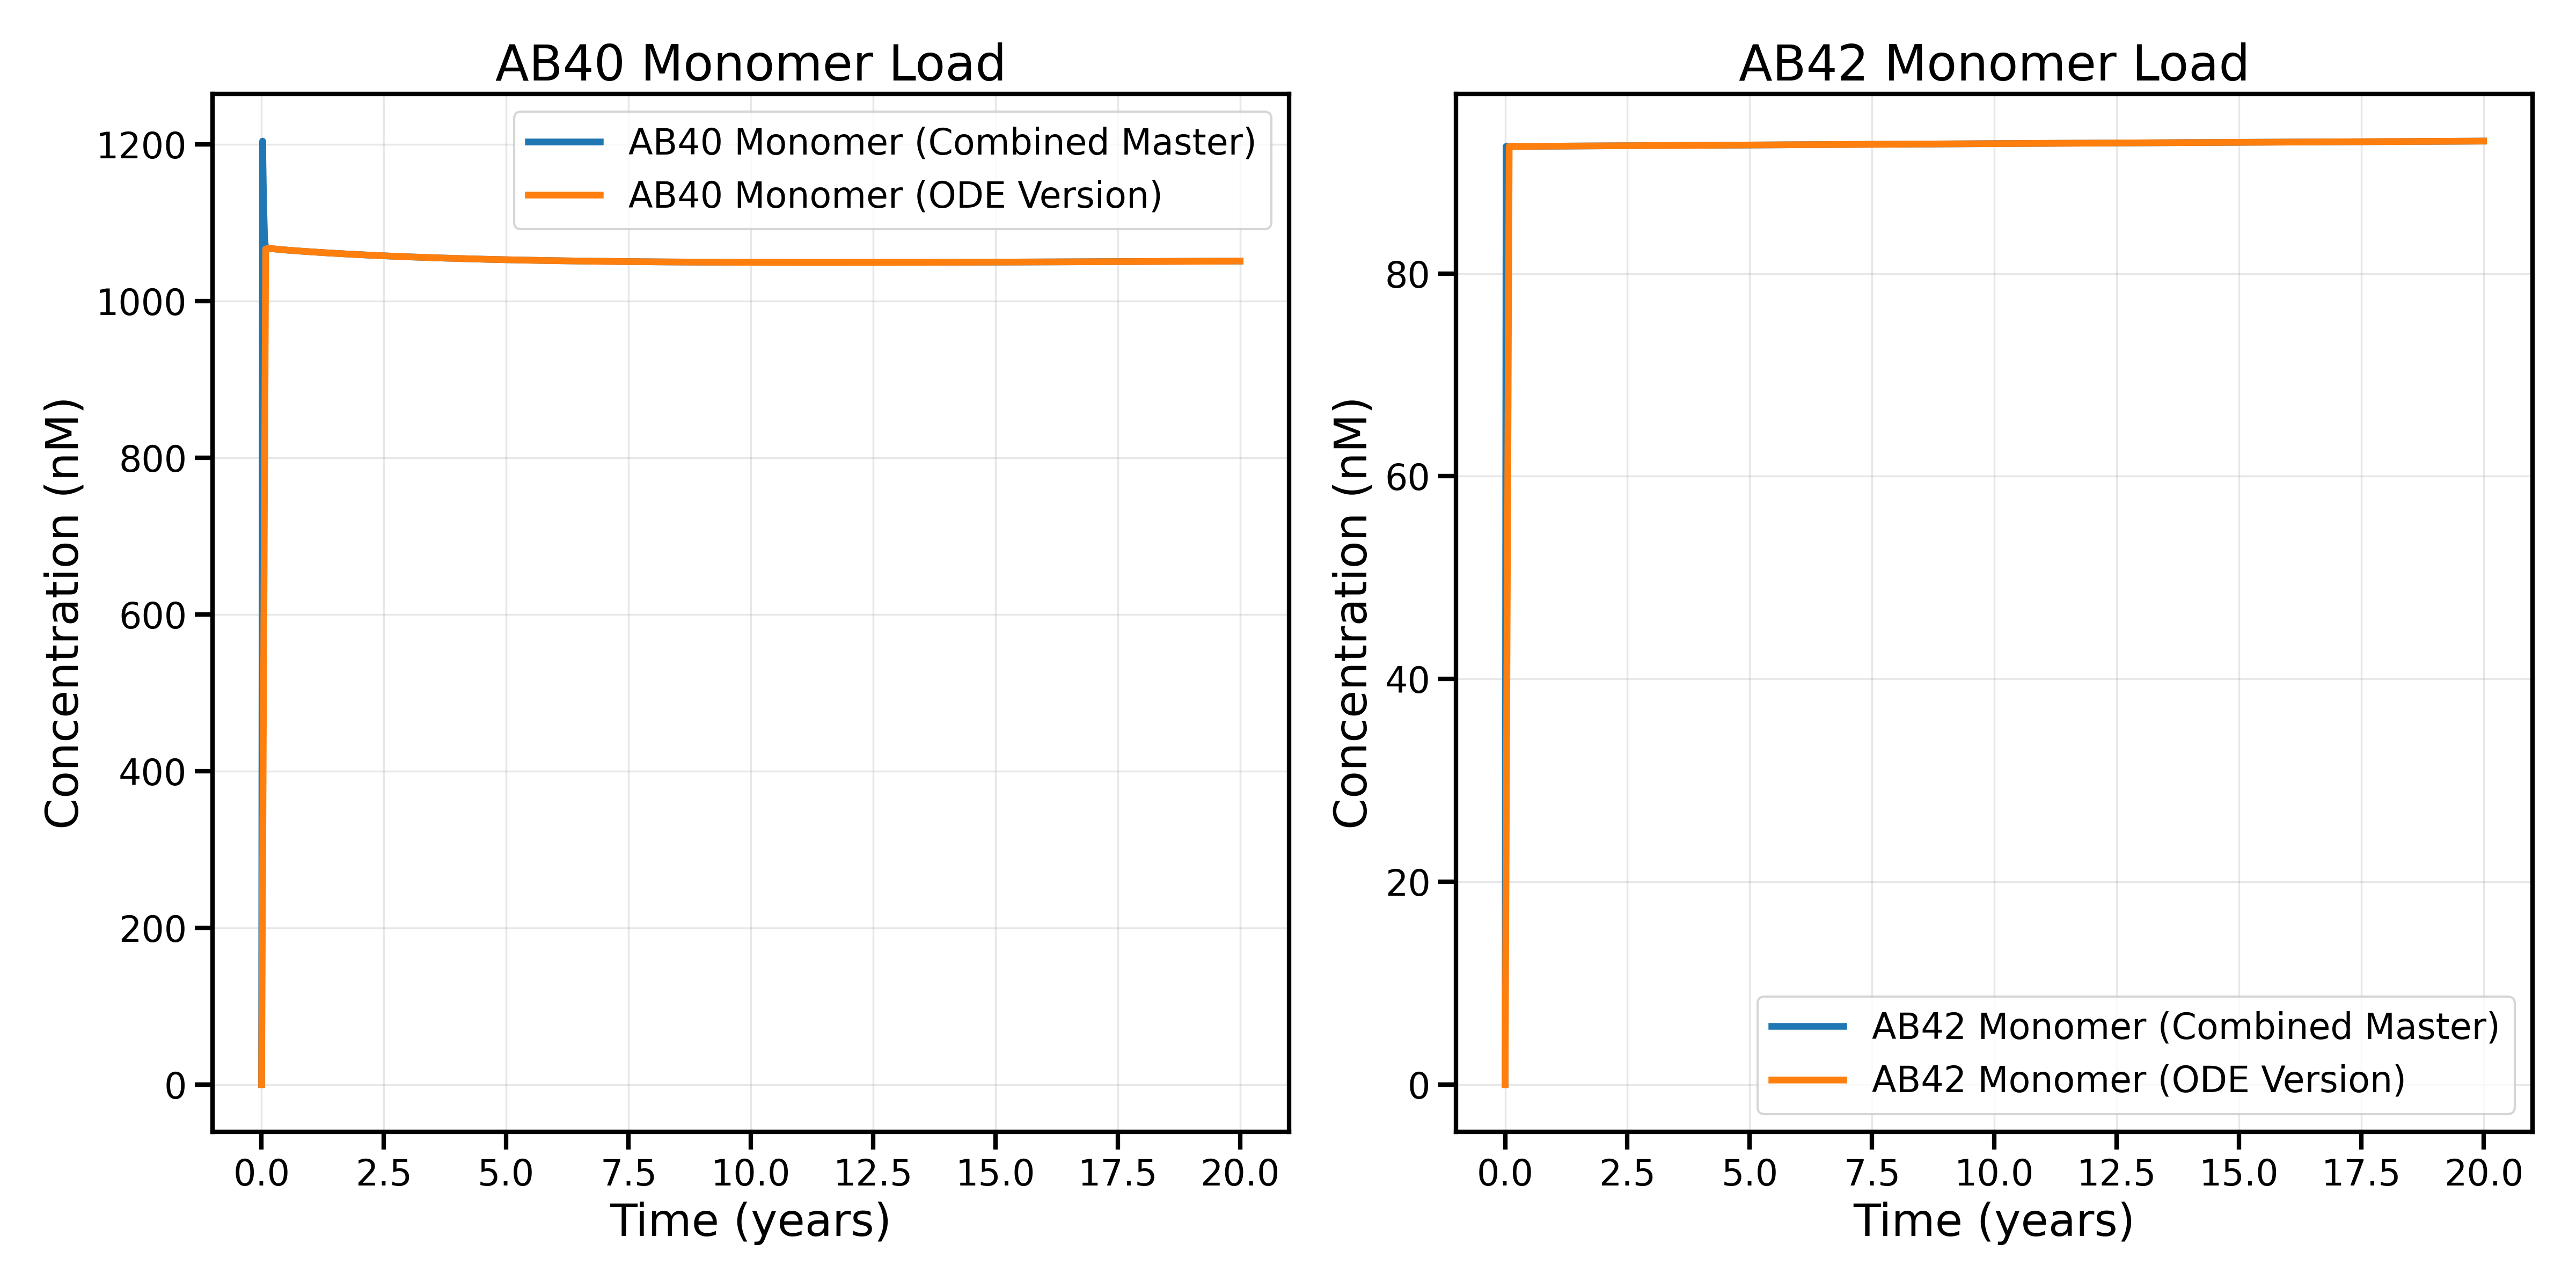 AB40 Monomer Load
AB40 Monomer (Combined Master)
AB40 Monomer (ODE Version)
Concentration (nM)
1200
1000
800
600
400
200
0
0.0 2.5 5.0 7.5 10.0 12.5 15.0 17.5 20.0
Time (years)
AB42 Monomer Load
Concentration (nM)
80
60
40
20
0
AB42 Monomer (Combined Master)
AB42 Monomer (ODE Version)
0.0 2.5 5.0 7.5 10.0 12.5 15.0 17.5 20.0
Time (years)